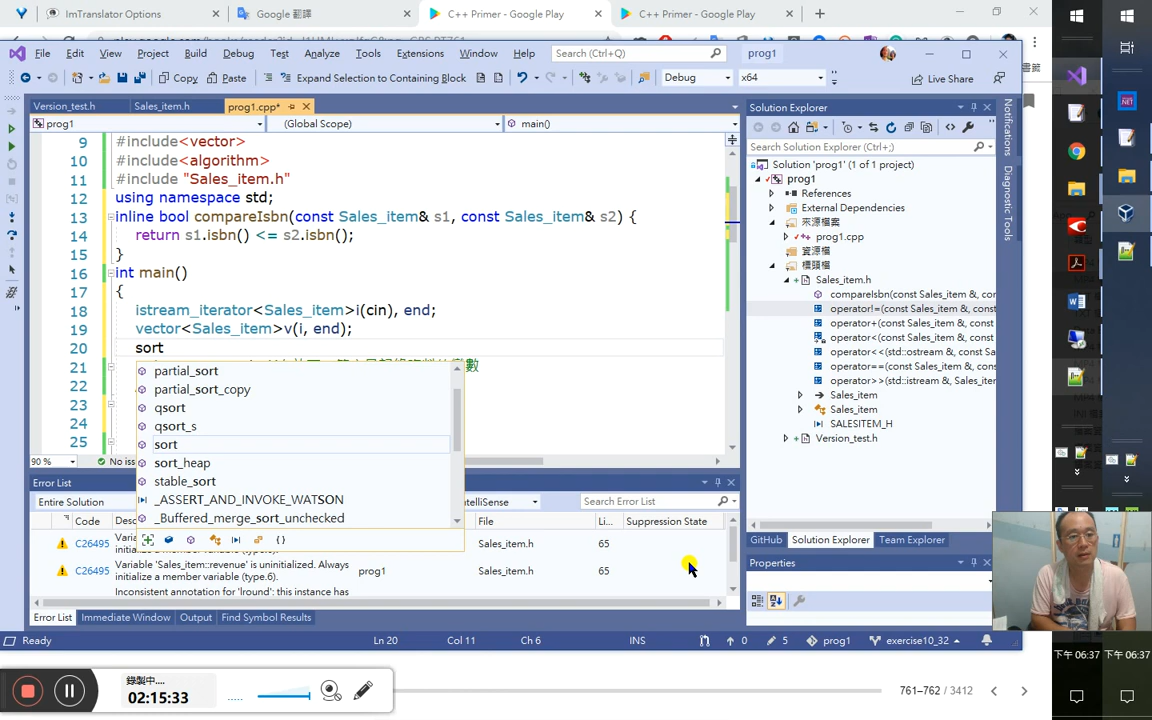 ImTranslator Options
Google 翻譯
C++ Primer - Google Play
C++ Primer - Google Play
File Edit View Project Build Debug Test Analyze Tools Extensions Window Help Search (Ctrl+Q) prog1
Copy Paste Expand Selection to Containing Block Debug x64 Live Share
Version_test.h Sales_item.h prog1.cpp*
prog1 (Global Scope) main()
9 #include<vector>
10 #include<algorithm>
11 #include "Sales_item.h"
12 using namespace std;
13 inline bool compareIsbn(const Sales_item& s1, const Sales_item& s2) {
14 return s1.isbn() <= s2.isbn();
15 }
16 int main()
17 {
18 istream_iterator<Sales_item>i(cin), end;
19 vector<Sales_item>v(i, end);
20 sort
21
22
23
24
25
partial_sort
partial_sort_copy
qsort
qsort_s
sort
sort_heap
stable_sort
_ASSERT_AND_INVOKE_WATSON
_Buffered_merge_sort_unchecked
90 %
Error List
Entire Solution
Search Error List
Code File Suppression State
C26495 Sales_item.h 65
C26495 Variable 'Sales_item::revenue' is uninitialized. Always initialize a member variable (type.6). prog1 Sales_item.h 65
Inconsistent annotation for 'lround': this instance has
Error List Immediate Window Output Find Symbol Results
Ready Ln 20 Col 11 Ch 6 INS 0 5 prog1 exercise10_32
Solution Explorer
Search Solution Explorer (Ctrl+;)
Solution 'prog1' (1 of 1 project)
prog1
References
External Dependencies
來源檔案
prog1.cpp
資源檔
標頭檔
Sales_item.h
compareIsbn(const Sales_item &, co
operator!=(const Sales_item &, cons
operator+(const Sales_item &, const
operator<(const Sales_item &, const
operator<<(std::ostream &, const Sa
operator==(const Sales_item &, con
operator>>(std::istream &, Sales_iten
Sales_item
Sales_item
SALESITEM_H
Version_test.h
GitHub Solution Explorer Team Explorer
Properties
Notifications
Diagnostic Tools
下午 06:37 下午 06:37
錄製中....
02:15:33
761–762 / 3412